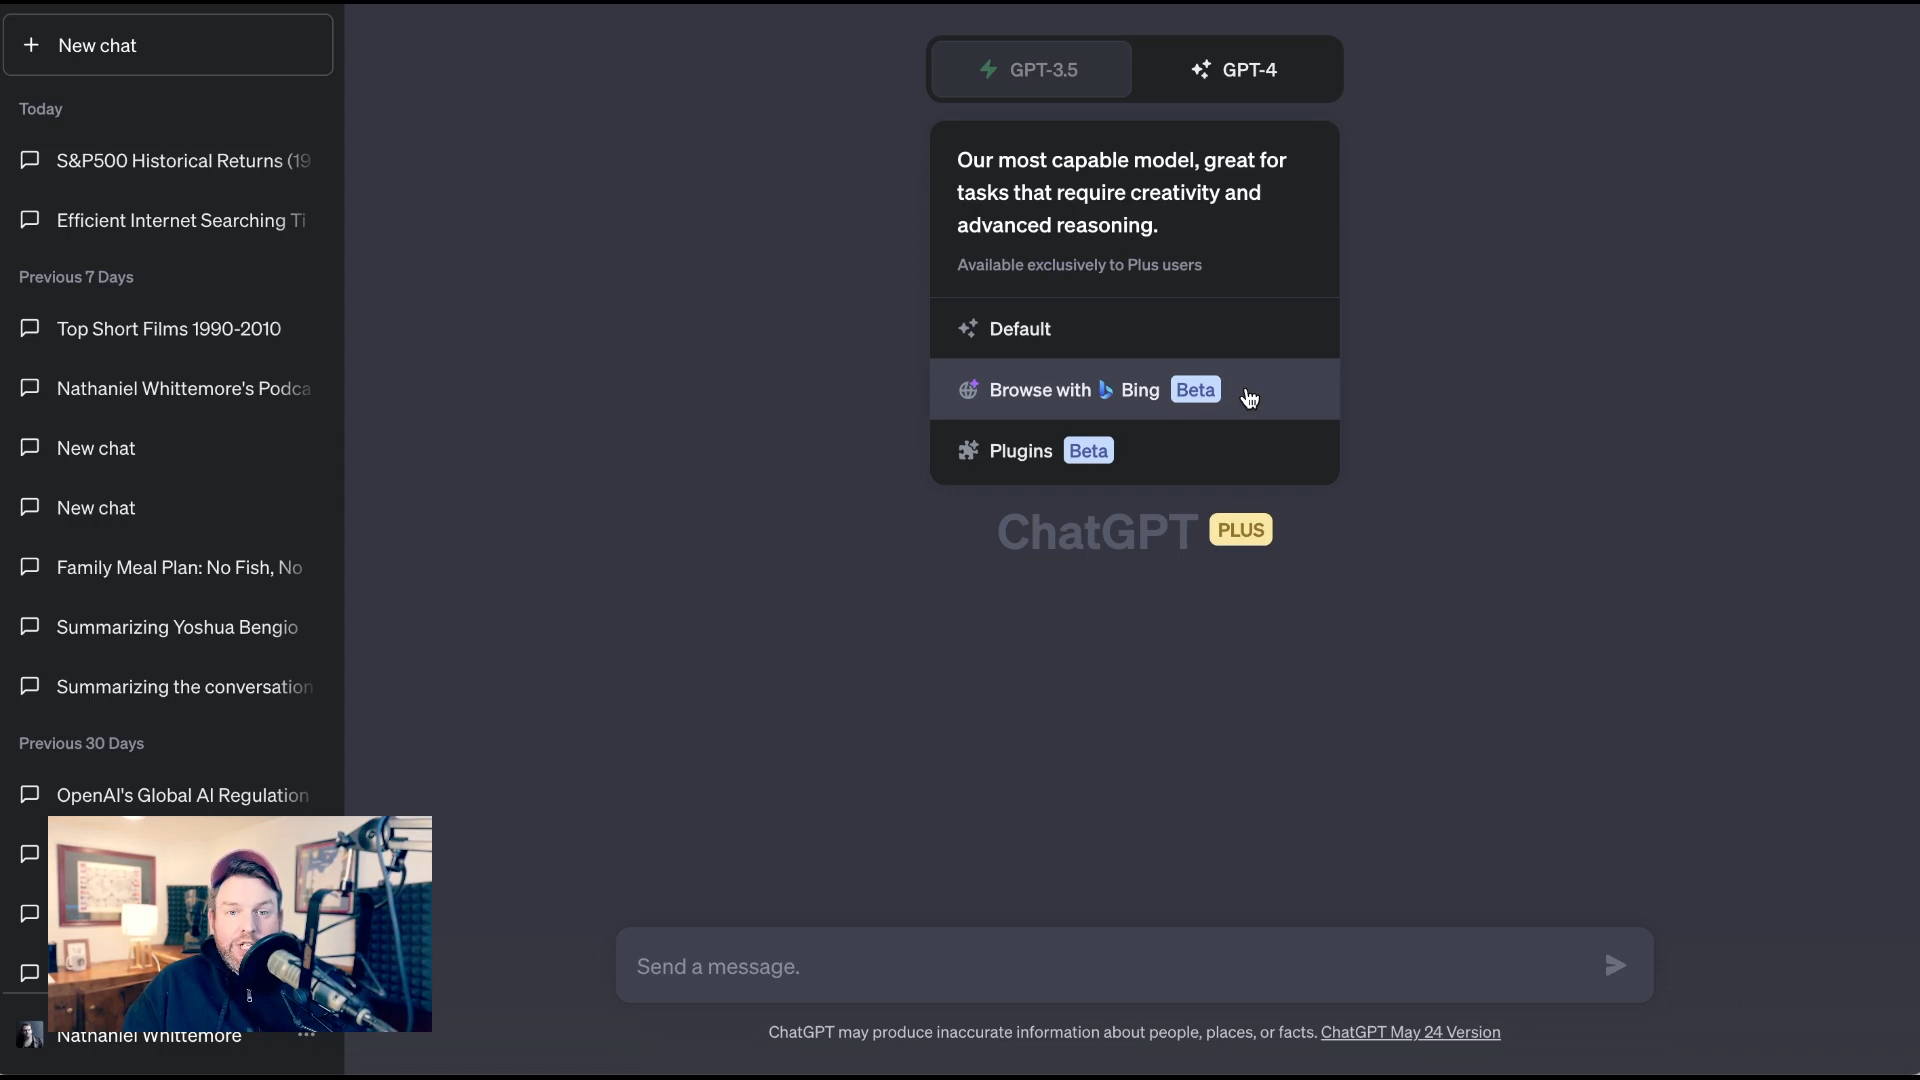 New chat
Today
S&P500 Historical Returns (19
Efficient Internet Searching Ti
Previous 7 Days
Top Short Films 1990-2010
Nathaniel Whittemore's Podca
New chat
New chat
Family Meal Plan: No Fish, No
Summarizing Yoshua Bengio
Summarizing the conversation
Previous 30 Days
OpenAI's Global AI Regulation
Nathaniel Whittemore
GPT-3.5
GPT-4
Our most capable model, great for
tasks that require creativity and
advanced reasoning.
Available exclusively to Plus users
Default
Browse with Bing Beta
Plugins Beta
ChatGPT PLUS
Send a message.
ChatGPT may produce inaccurate information about people, places, or facts. ChatGPT May 24 Version